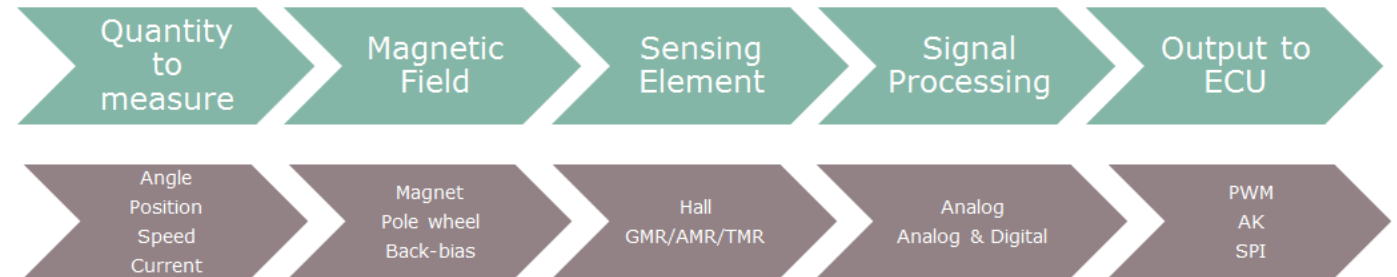 Quantity
to
measure
Magnetic
Field
Sensing
Element
Signal
Processing
Output to
ECU
Angle
Position
Speed
Current
Magnet
Pole wheel
Back-bias
Hall
GMR/AMR/TMR
Analog
Analog & Digital
PWM
AK
SPI